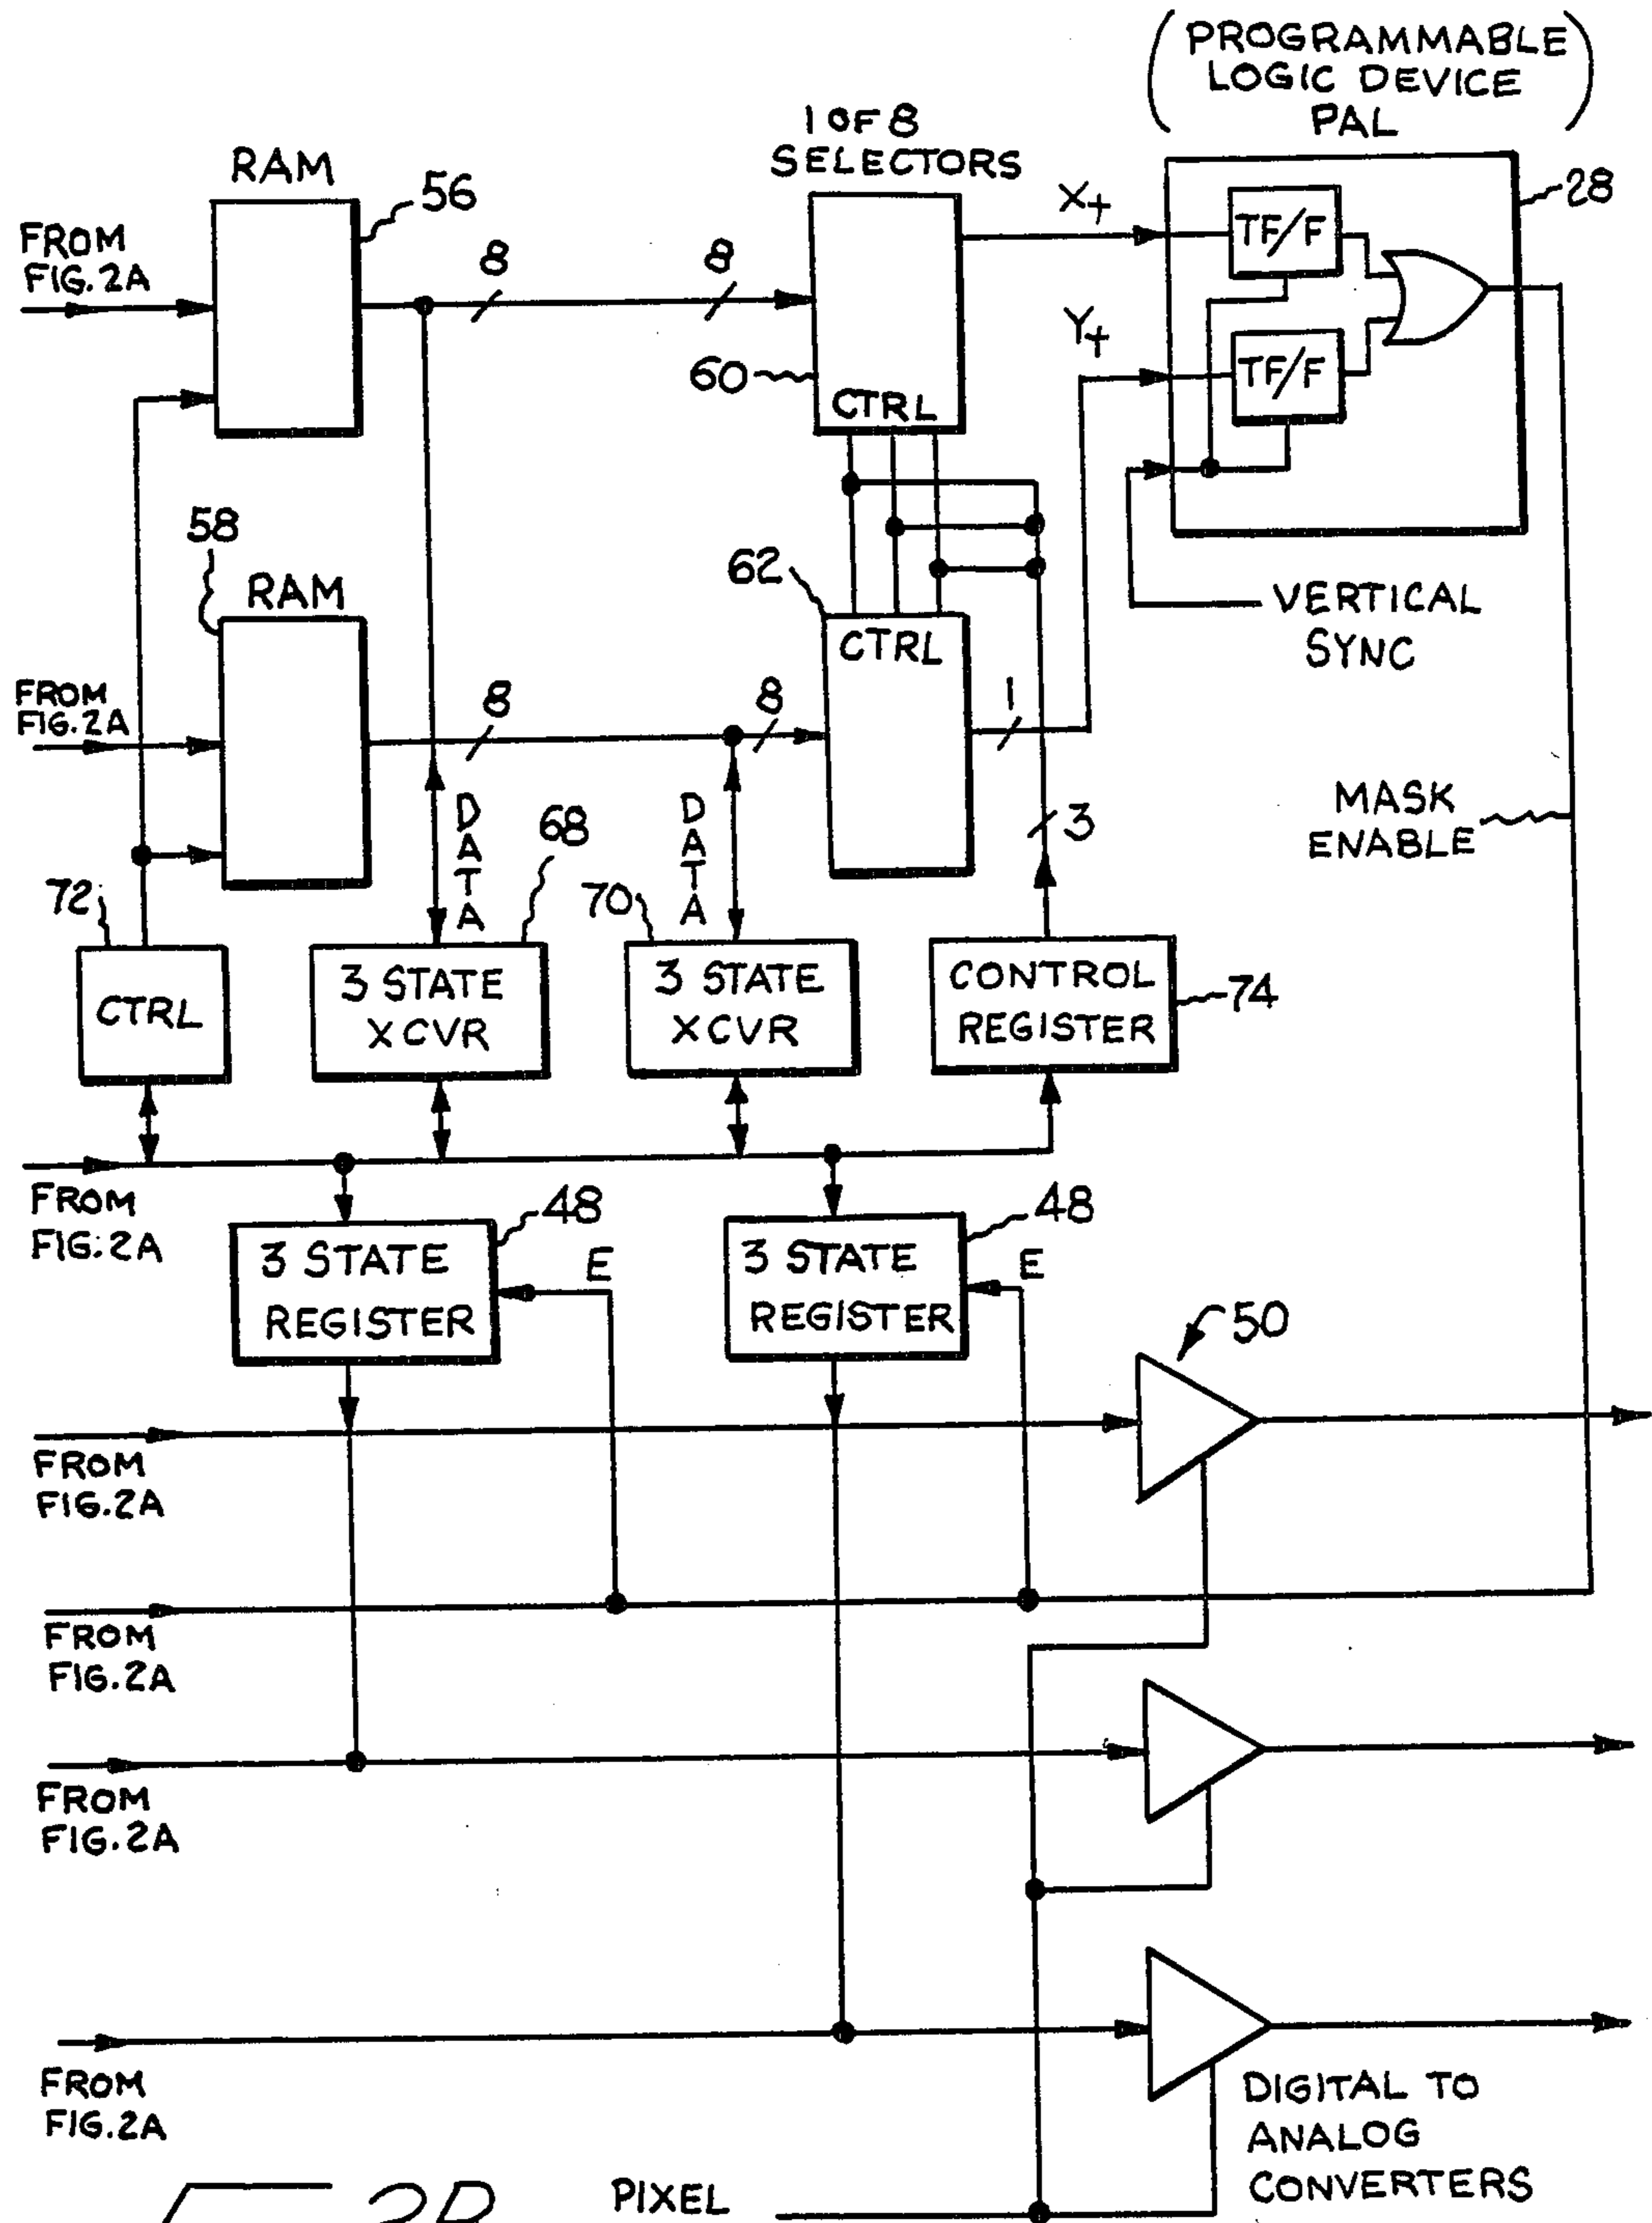 (PROGRAMMABLE
LOGIC DEVICE
PAL)
1 OF 8
SELECTORS
RAM
56
28
FROM
FIG. 2A
8
8
X+
TF/F
60
CTRL
Y+
TF/F
58
RAM
62
CTRL
VERTICAL
SYNC
FROM
FIG. 2A
8
8
1
3
MASK
ENABLE
DATA
68
DATA
72
70
CTRL
3 STATE
XCVR
3 STATE
XCVR
CONTROL
REGISTER
74
FROM
FIG. 2A
48
48
3 STATE
REGISTER
E
3 STATE
REGISTER
E
50
FROM
FIG. 2A
FROM
FIG. 2A
FROM
FIG. 2A
FROM
FIG. 2A
DIGITAL TO
ANALOG
CONVERTERS
PIXEL